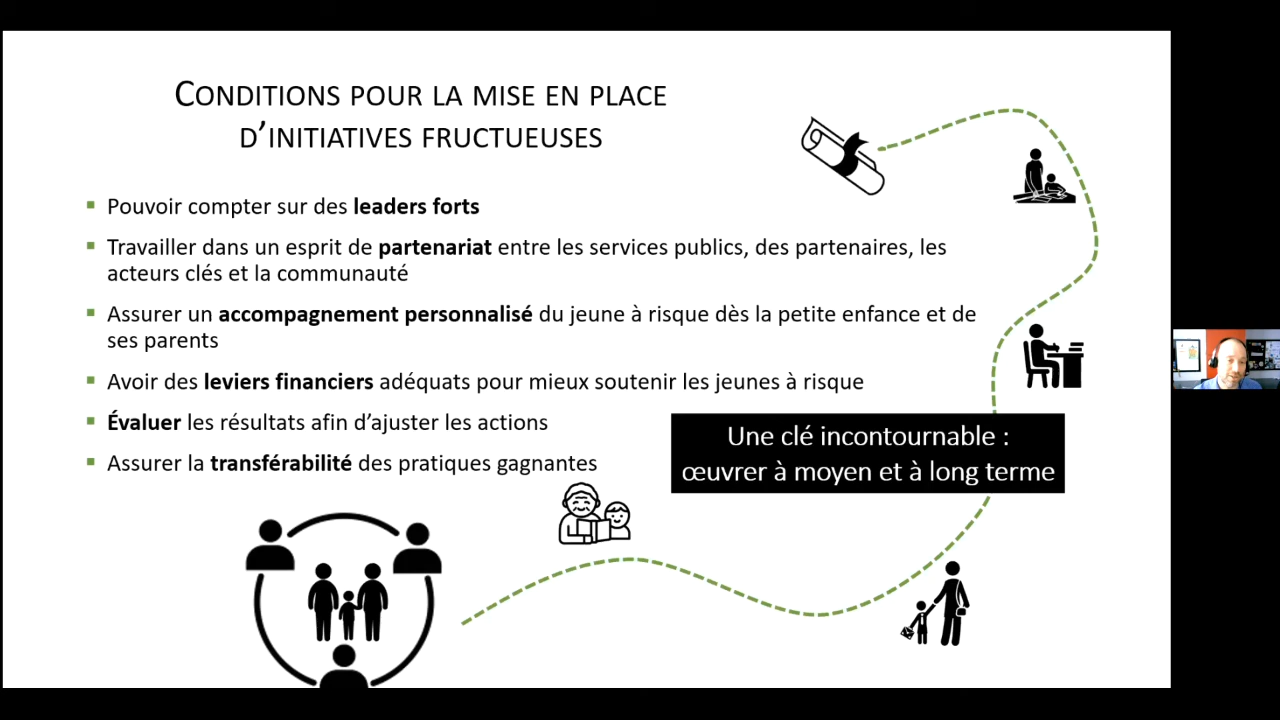 CONDITIONS POUR LA MISE EN PLACE
D’INITIATIVES FRUCTUEUSES
▪ Pouvoir compter sur des leaders forts
▪ Travailler dans un esprit de partenariat entre les services publics, des partenaires, les
acteurs clés et la communauté
▪ Assurer un accompagnement personnalisé du jeune à risque dès la petite enfance et de
ses parents
▪ Avoir des leviers financiers adéquats pour mieux soutenir les jeunes à risque
▪ Évaluer les résultats afin d’ajuster les actions
▪ Assurer la transférabilité des pratiques gagnantes
Une clé incontournable :
œuvrer à moyen et à long terme